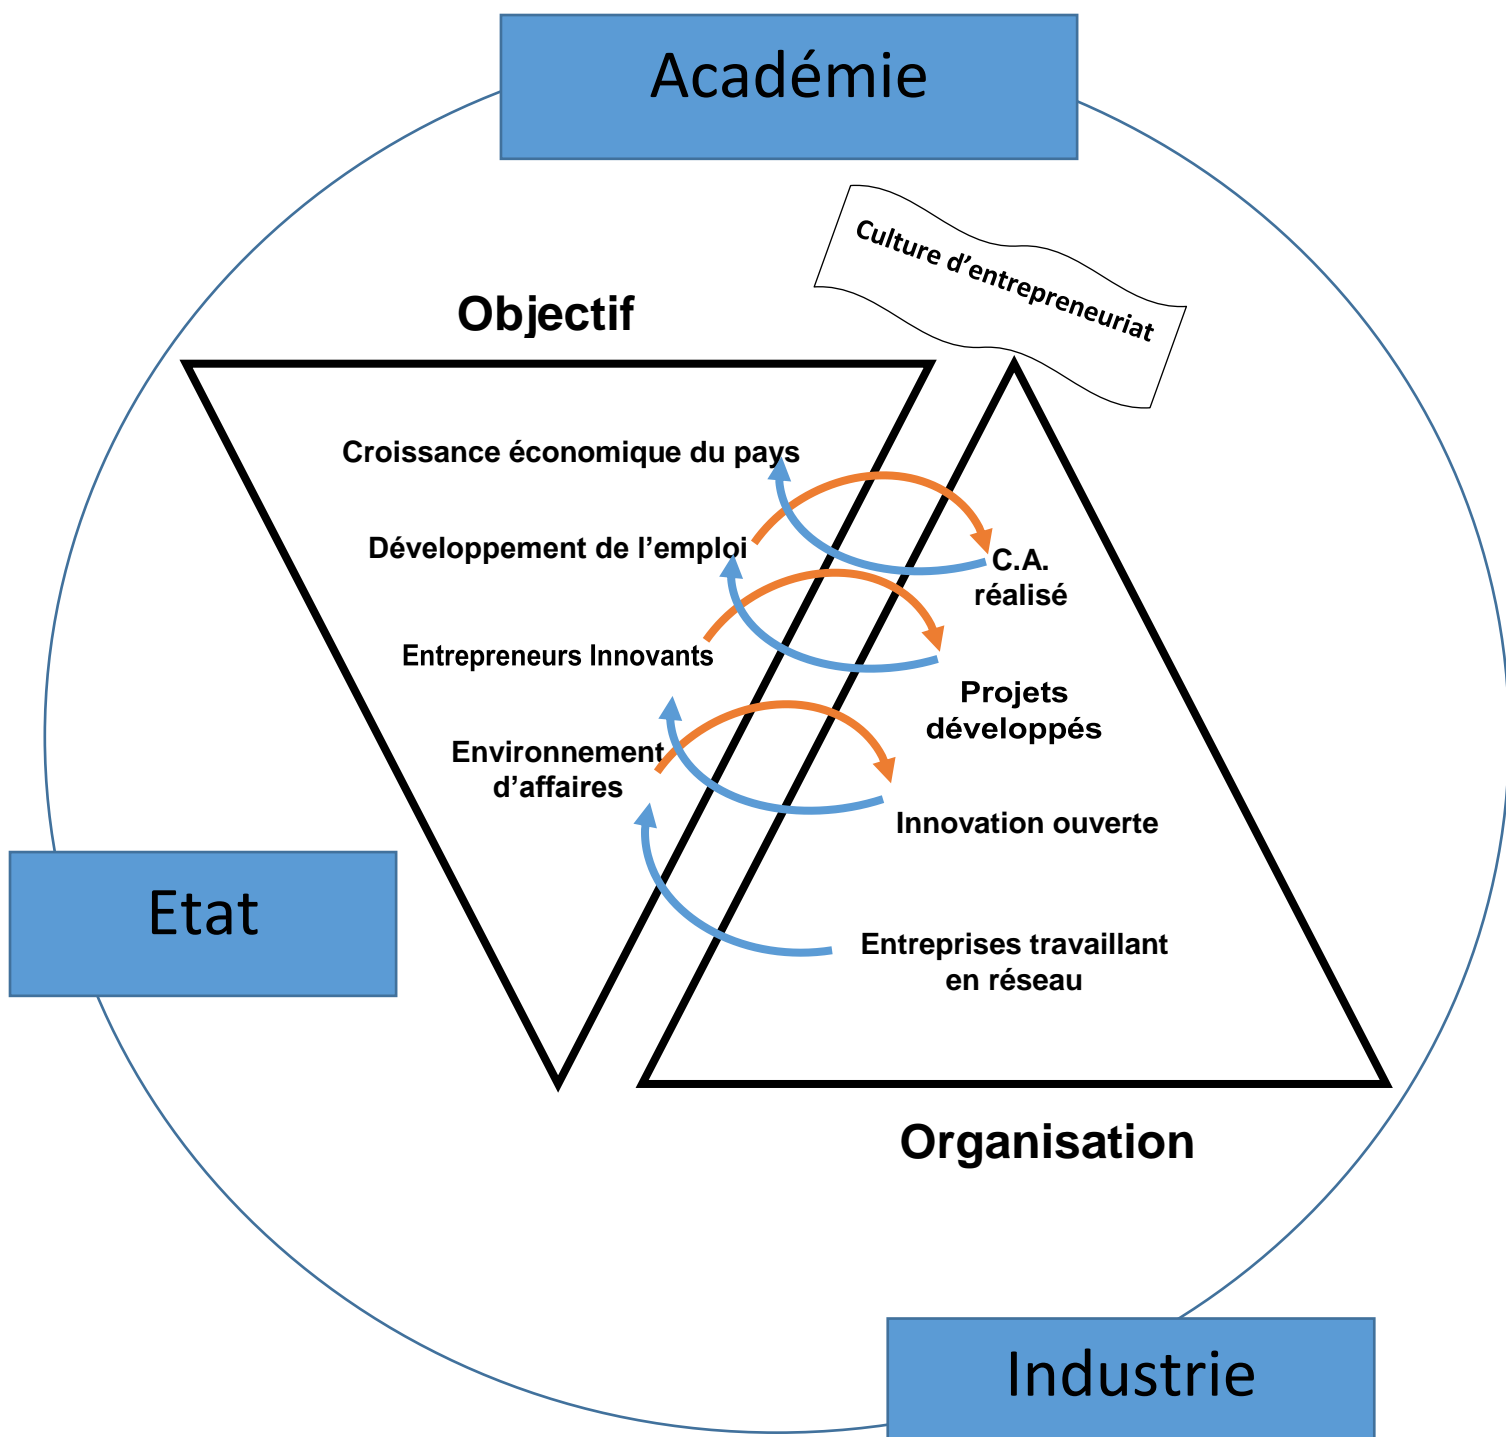 Académie
Culture d’entrepreneuriat
Objectif
Croissance économique du pays
Développement de l’emploi
C.A.
réalisé
Entrepreneurs Innovants
Projets
développés
Environnement
d’affaires
Innovation ouverte
Etat
Entreprises travaillant
en réseau
Organisation
Industrie